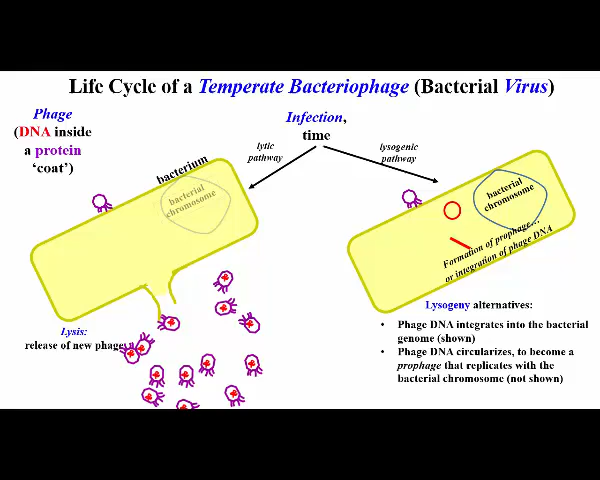 Life Cycle of a Temperate Bacteriophage (Bacterial Virus)
Phage
(DNA inside
a protein
‘coat’)
Infection,
time
lytic
pathway
lysogenic
pathway
bacterium
bacterial
chromosome
bacterial
chromosome
Formation of prophage...
or integration of phage DNA
Lysis:
release of new phages
Lysogeny alternatives:
• Phage DNA integrates into the bacterial
genome (shown)
• Phage DNA circularizes, to become a
prophage that replicates with the
bacterial chromosome (not shown)